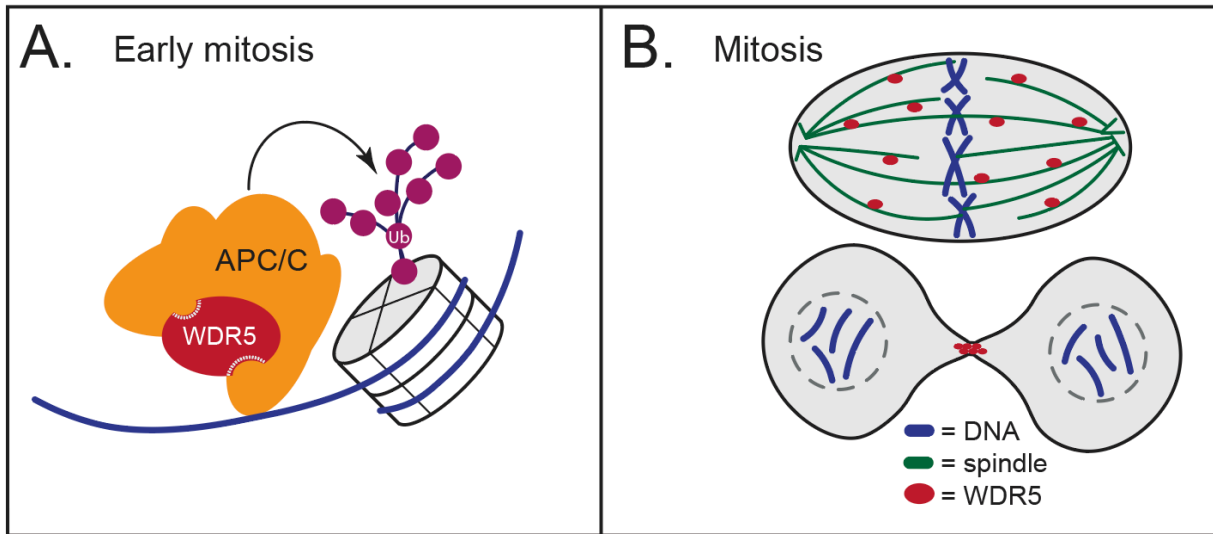 A. Early mitosis
APC/C
Ub
WDR5
B. Mitosis
= DNA
= spindle
= WDR5